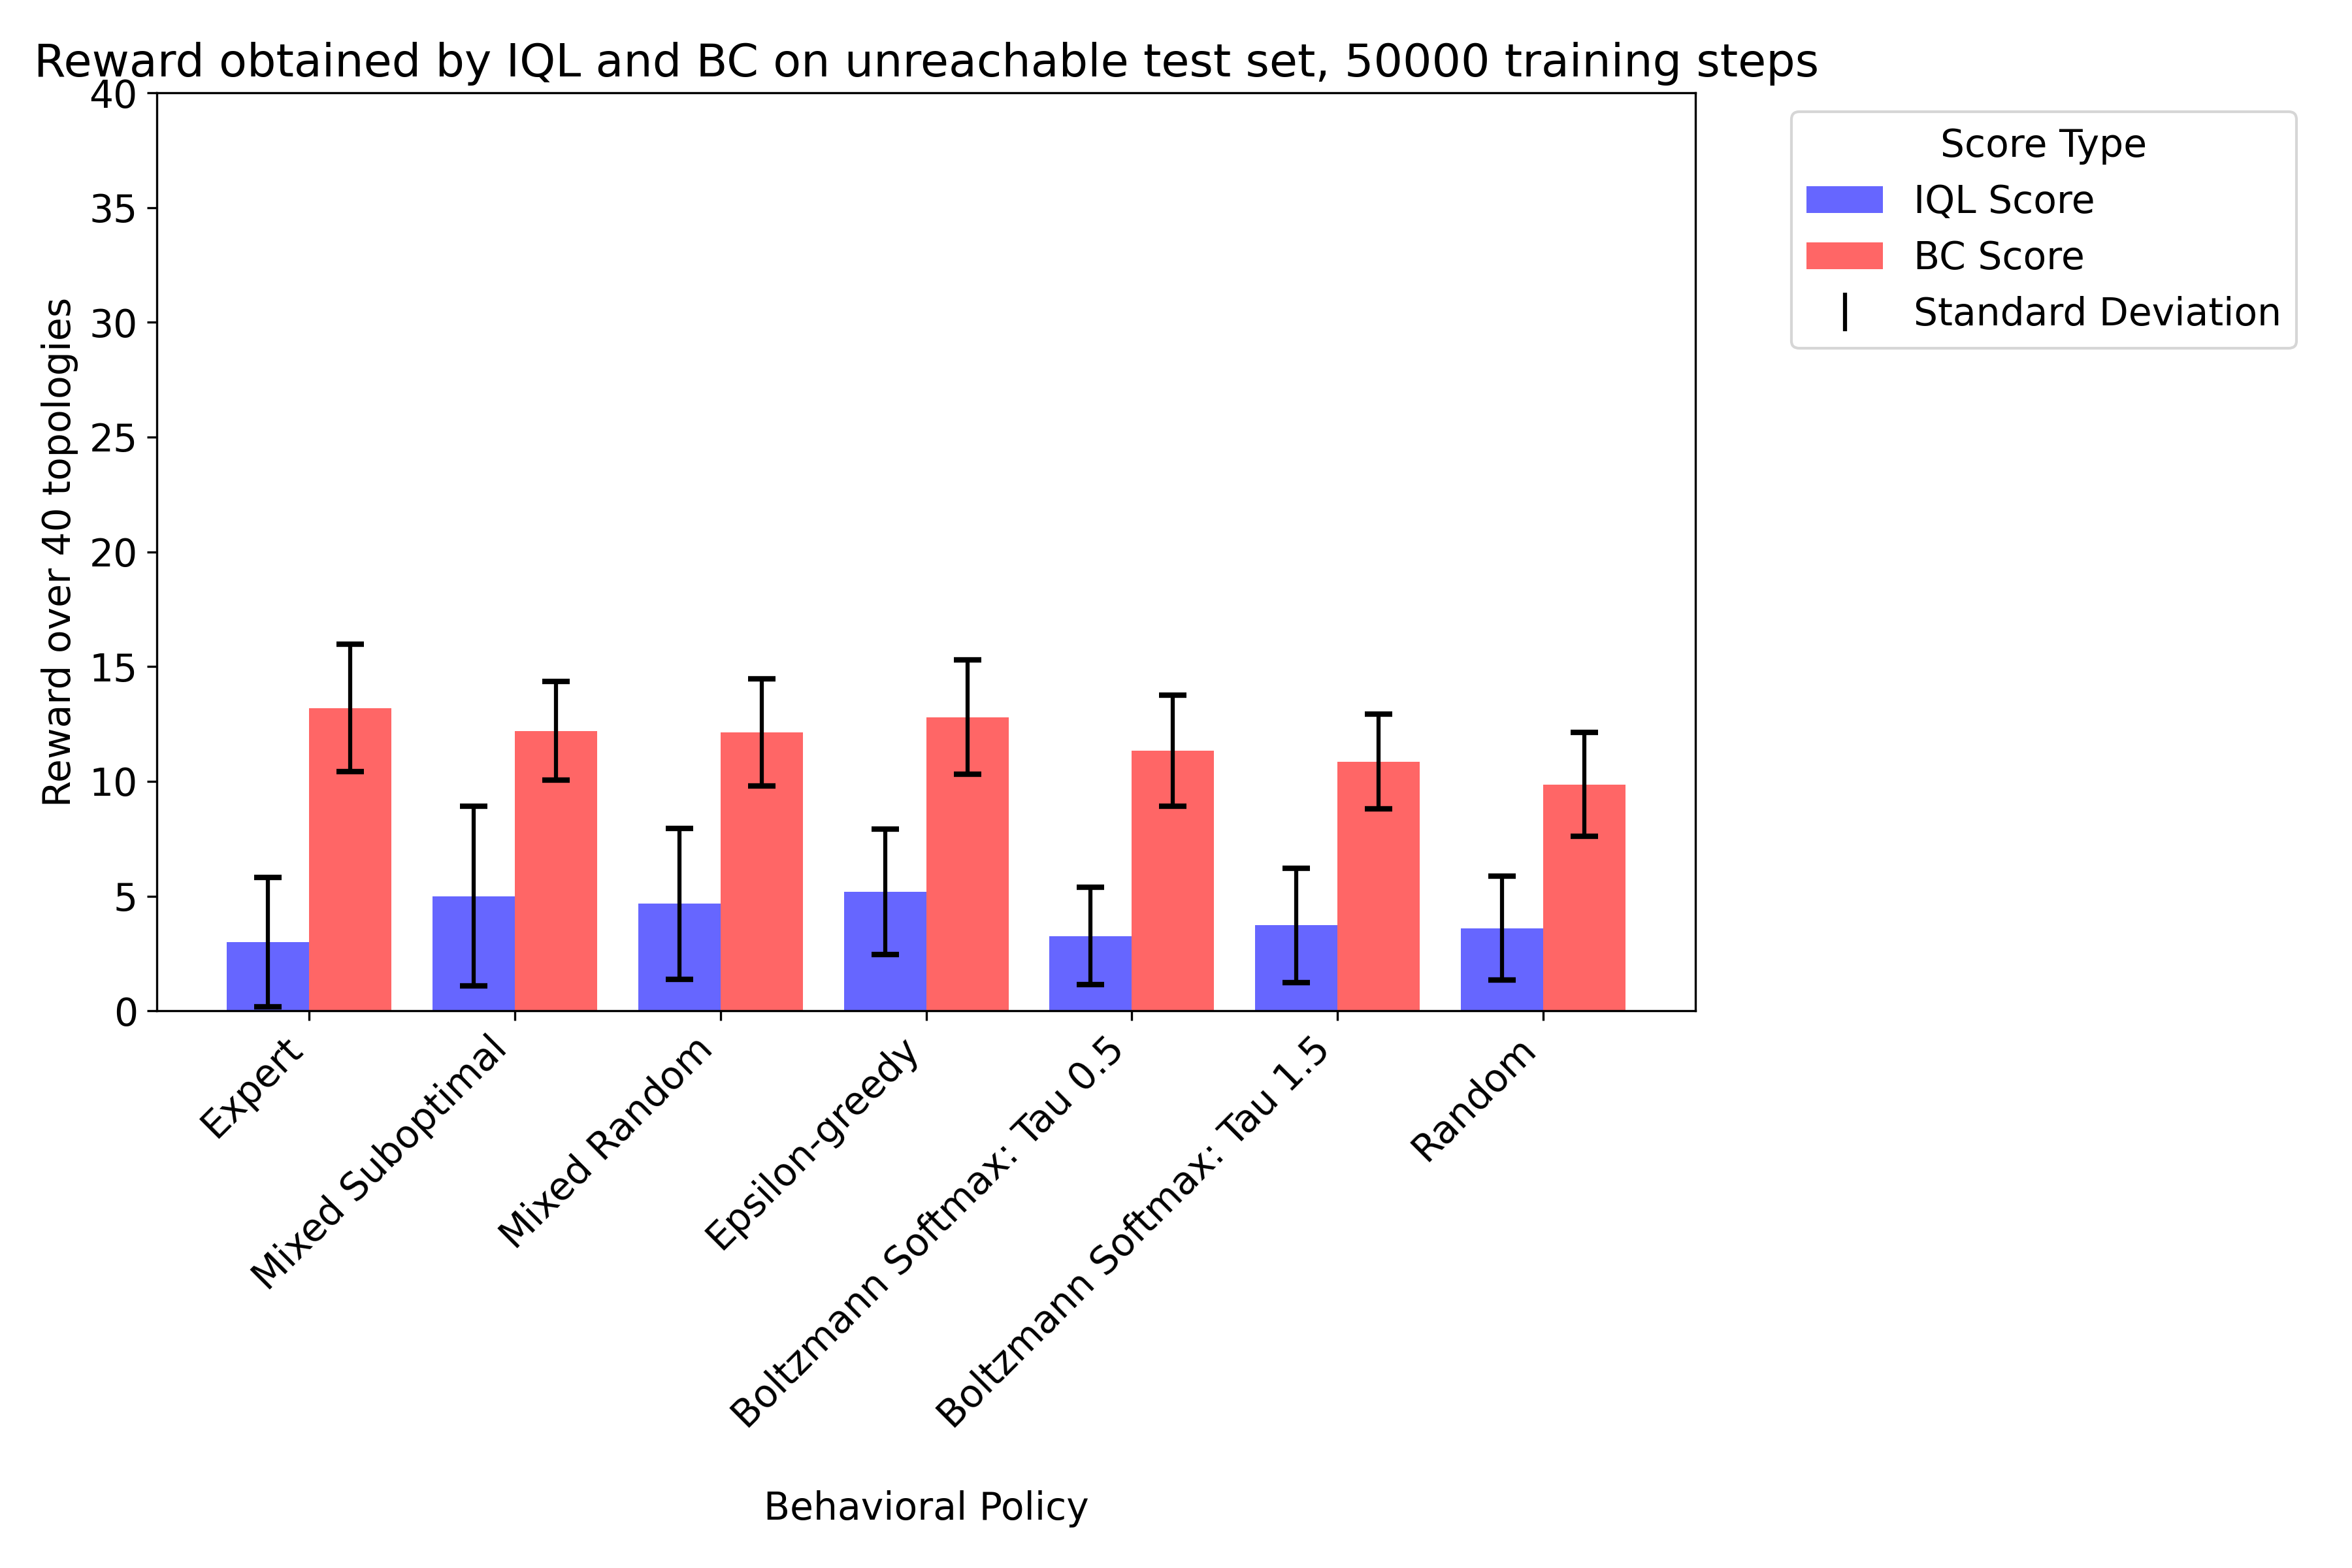 Reward obtained by IQL and BC on unreachable test set, 50000 training steps
Reward over 40 topologies
40
35
30
25
20
15
10
5
0
Score Type
IQL Score
BC Score
Standard Deviation
Expert
Mixed Suboptimal
Mixed Random
Epsilon-greedy
Boltzmann Softmax: Tau 0.5
Boltzmann Softmax: Tau 1.5
Random
Behavioral Policy